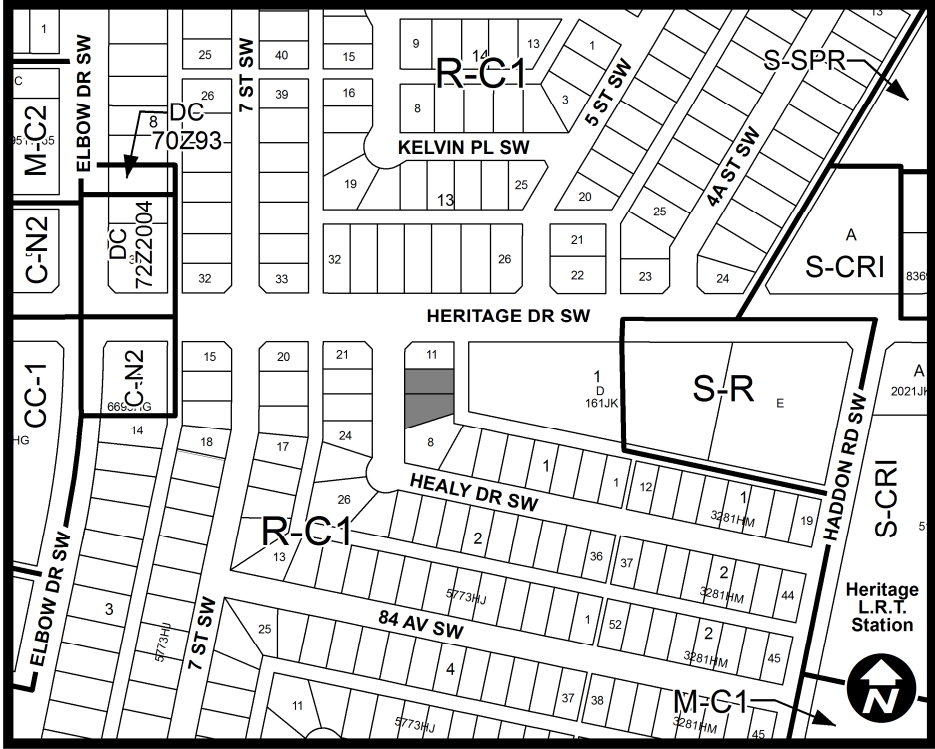 1
ELBOW DR SW
25
7 ST SW
40
15
9
14
13
R-C1
1
5 ST SW
13
S-SPR
C
M-C2
26
39
16
8
3
8
DC
70Z93
KELVIN PL SW
4A ST SW
19
13
25
20
25
C-N2
DC
72Z2004
21
A
S-CRI
32
33
32
26
22
23
24
8369
HERITAGE DR SW
CC-1
C-N2
15
20
21
11
1
D
161JK
S-R
E
A
2021JK
HG
14
18
17
24
8
HADDON RD SW
S-CRI
1
1
12
1
3281HM
19
HEALY DR SW
26
R-C1
13
2
36
37
2
3281HM
44
ELBOW DR SW
3
5773HJ
7 ST SW
5773HJ
84 AV SW
1
52
2
3281HM
45
Heritage
L.R.T.
Station
25
4
37
38
M-C1
N
11
5773HJ
3281HM
45